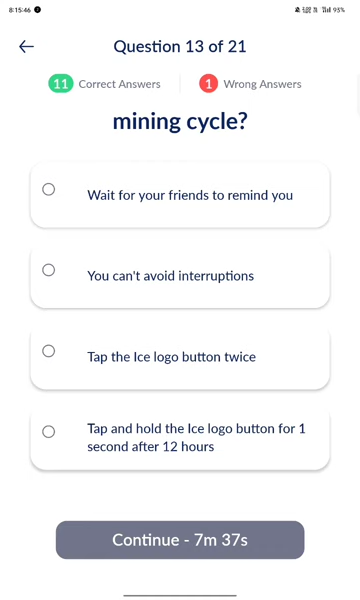 8:15:46
93%
Question 13 of 21
11 Correct Answers 1 Wrong Answers
mining cycle?
Wait for your friends to remind you
You can't avoid interruptions
Tap the Ice logo button twice
Tap and hold the Ice logo button for 1
second after 12 hours
Continue - 7m 37s